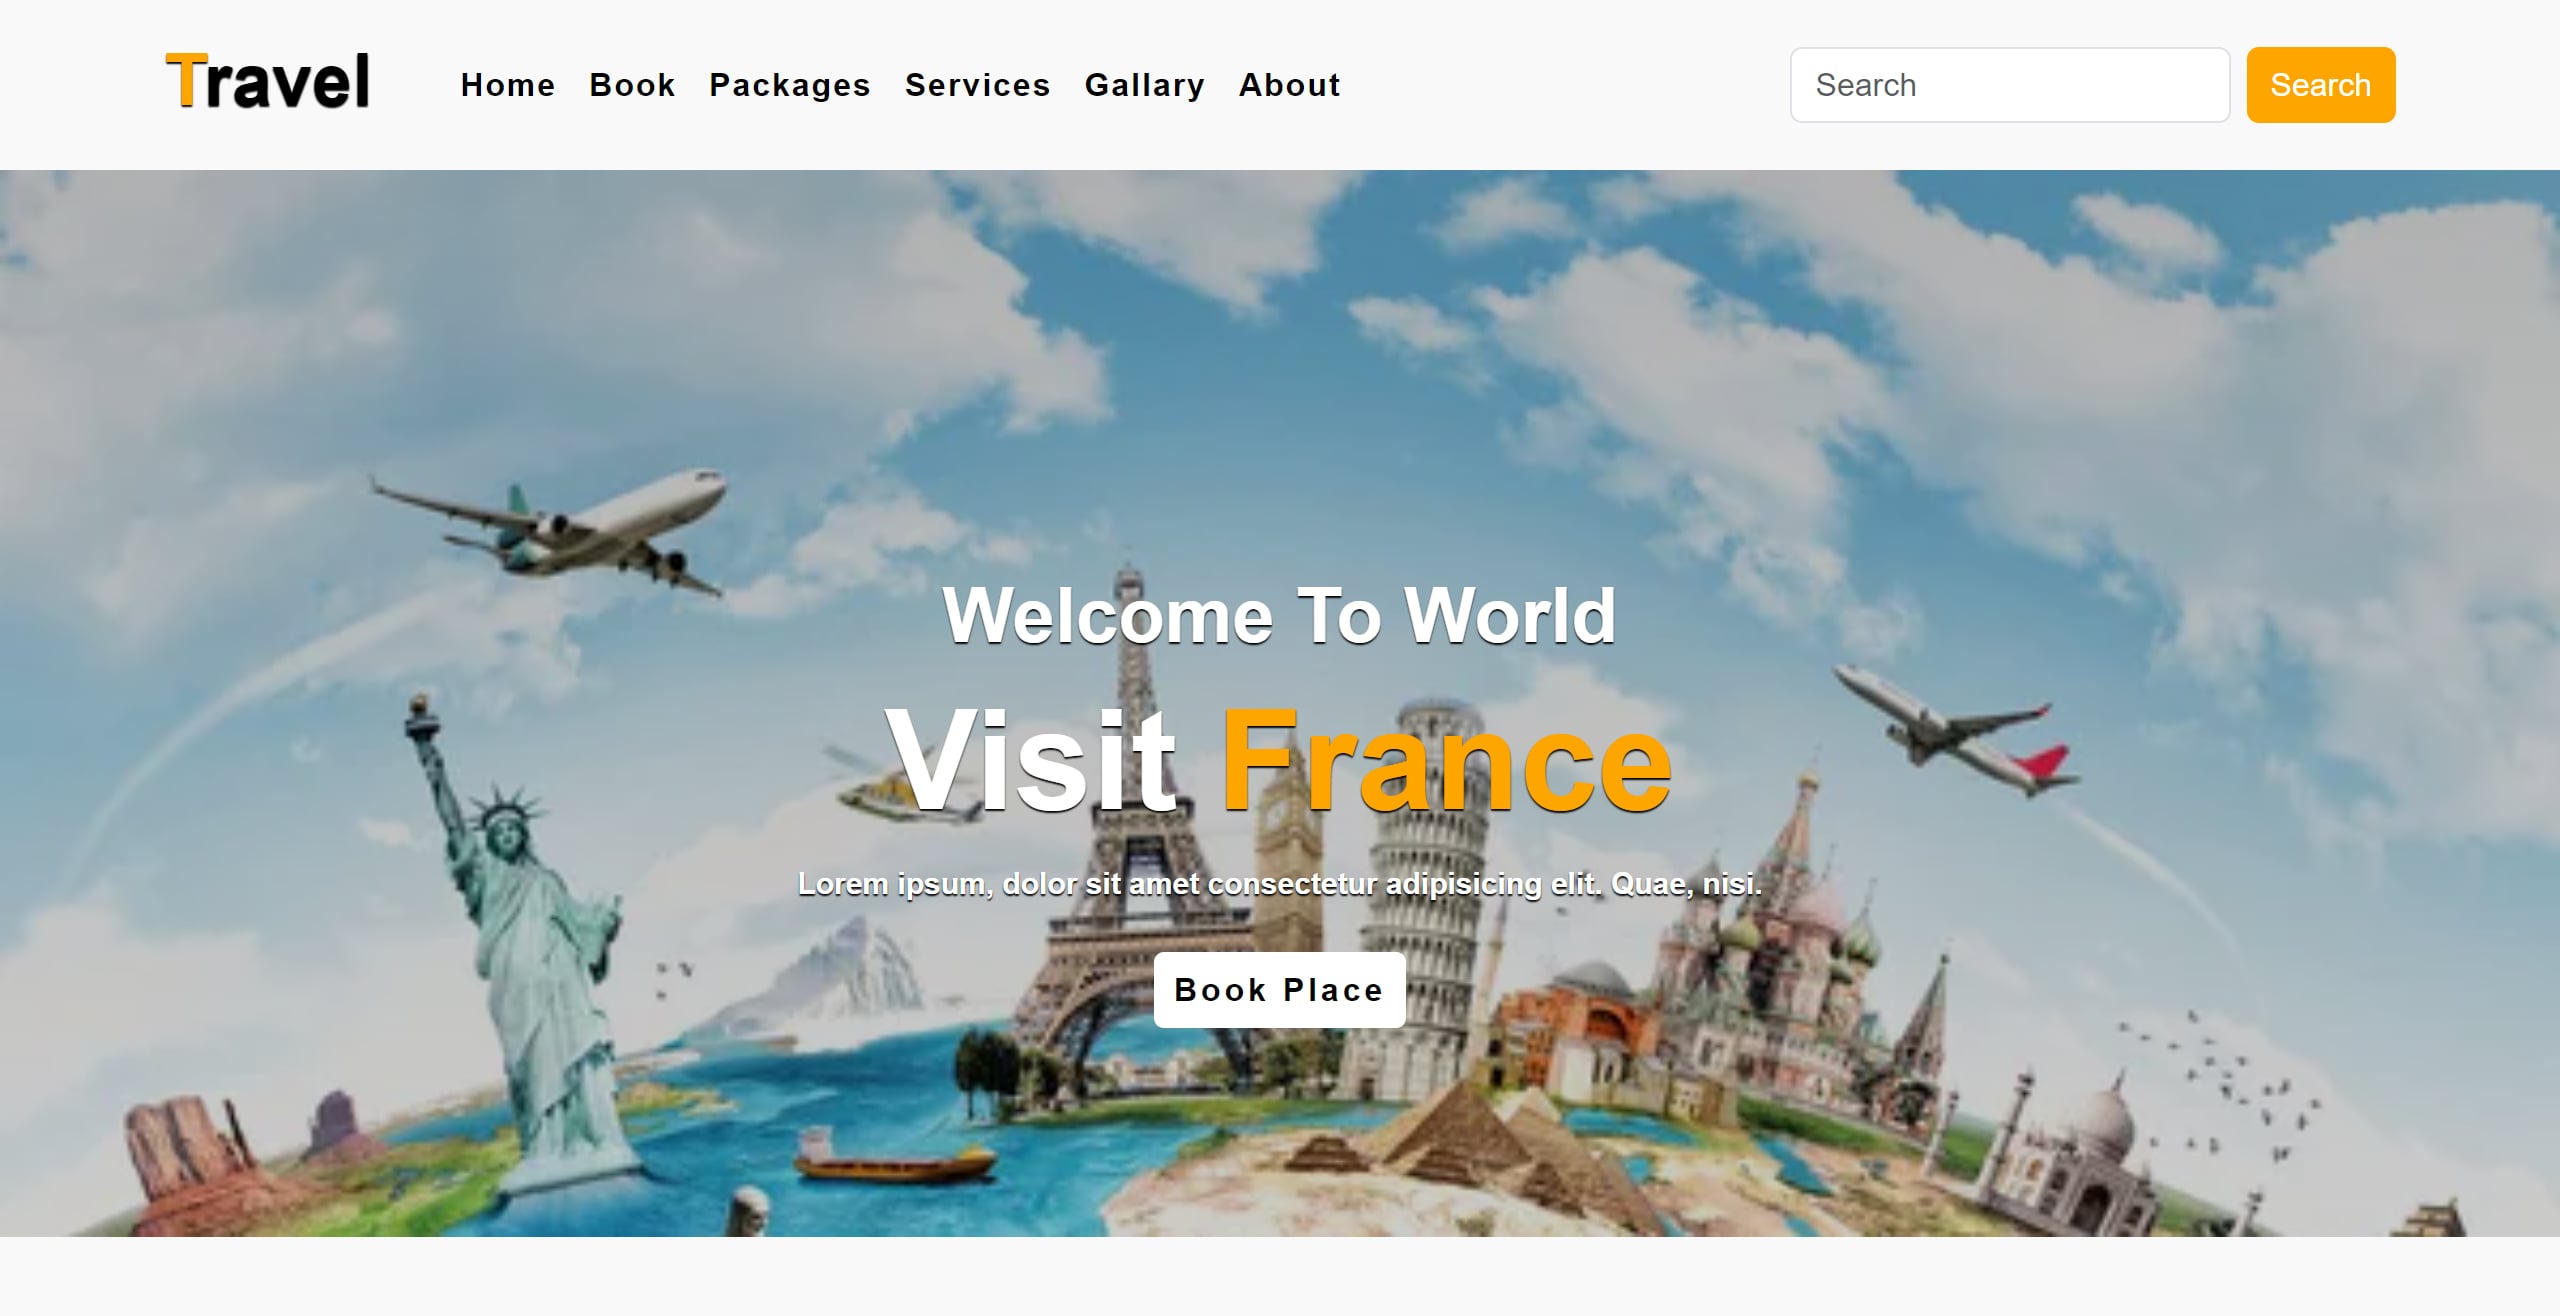 Travel
Home Book Packages Services Gallary About
Search
Search
Welcome To World
Visit France
Lorem ipsum, dolor sit amet consectetur adipisicing elit. Quae, nisi.
Book Place